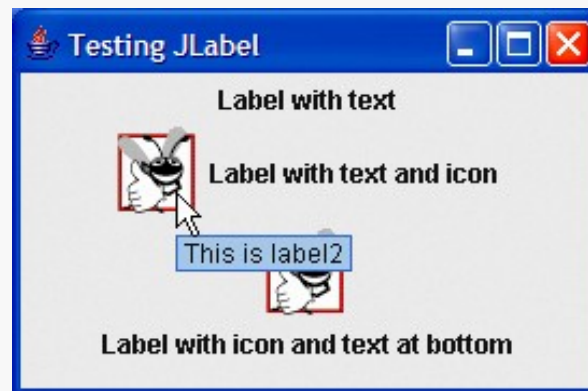 Testing JLabel
Label with text
Label with text and icon
This is label2
Label with icon and text at bottom